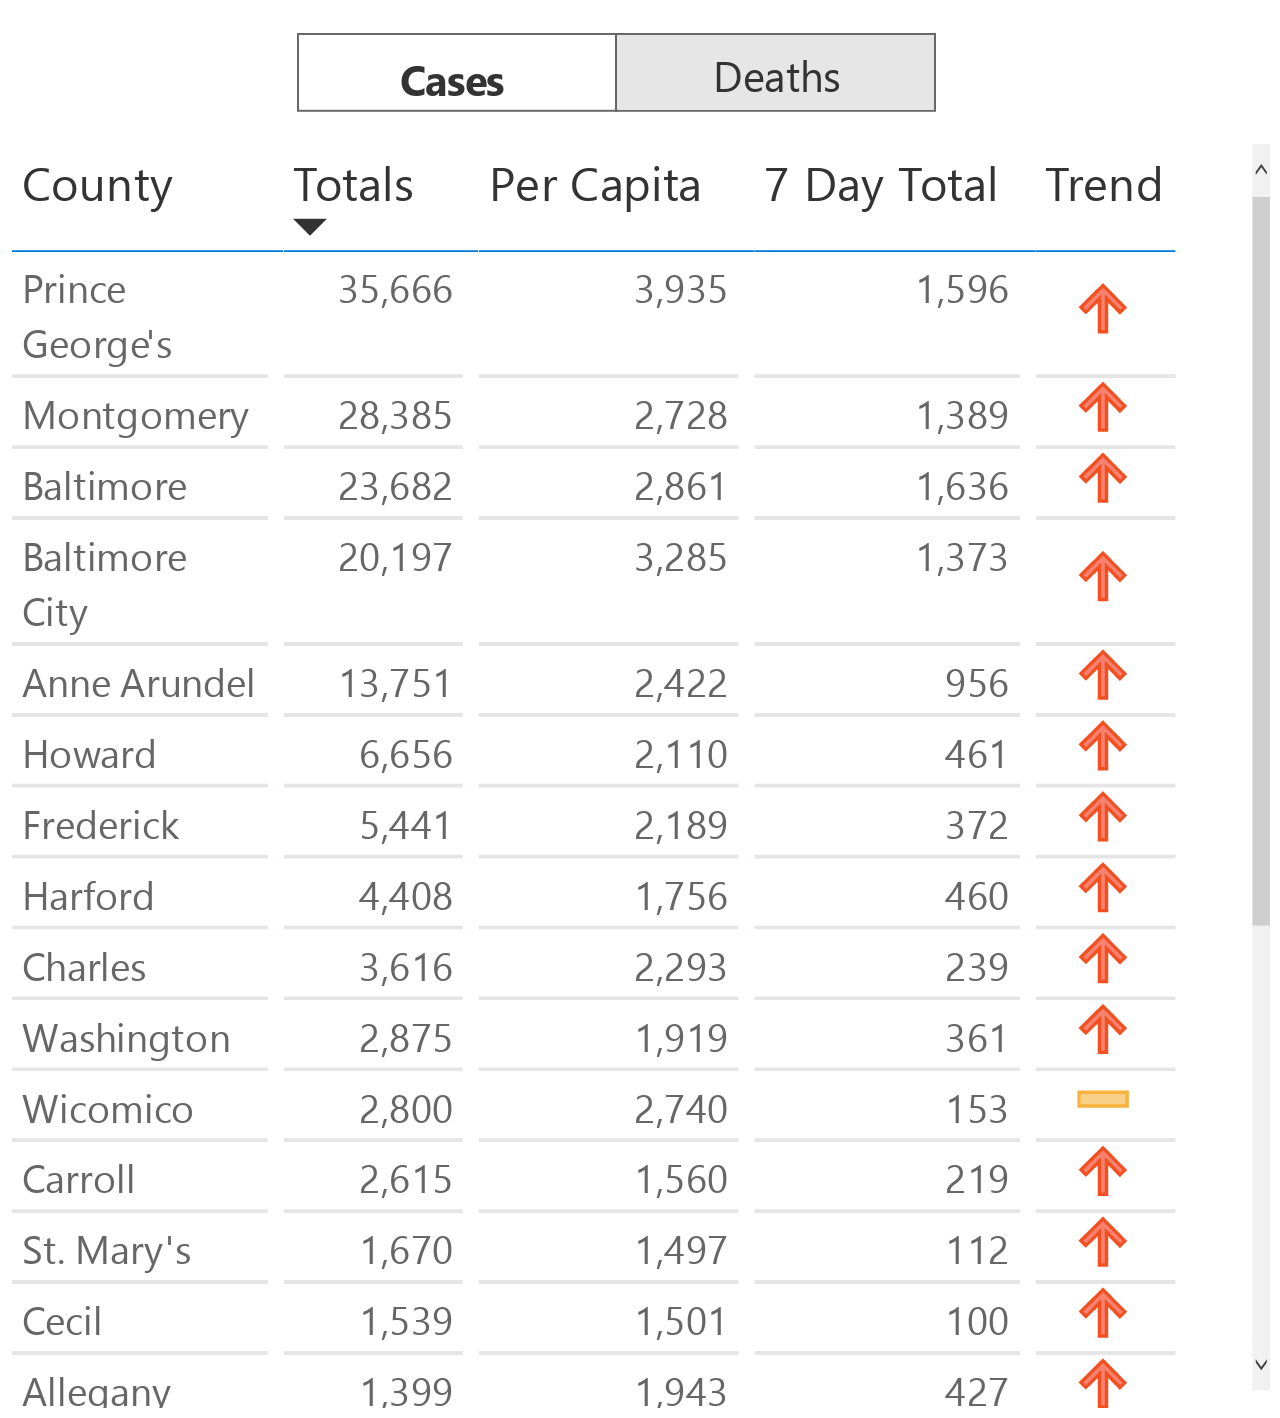 Cases Deaths
County Totals Per Capita 7 Day Total Trend
Prince 35,666 3,935 1,596
George's
Montgomery 28,385 2,728 1,389
Baltimore 23,682 2,861 1,636
Baltimore 20,197 3,285 1,373
City
Anne Arundel 13,751 2,422 956
Howard 6,656 2,110 461
Frederick 5,441 2,189 372
Harford 4,408 1,756 460
Charles 3,616 2,293 239
Washington 2,875 1,919 361
Wicomico 2,800 2,740 153
Carroll 2,615 1,560 219
St. Mary's 1,670 1,497 112
Cecil 1,539 1,501 100
Allegany 1,399 1,943 427